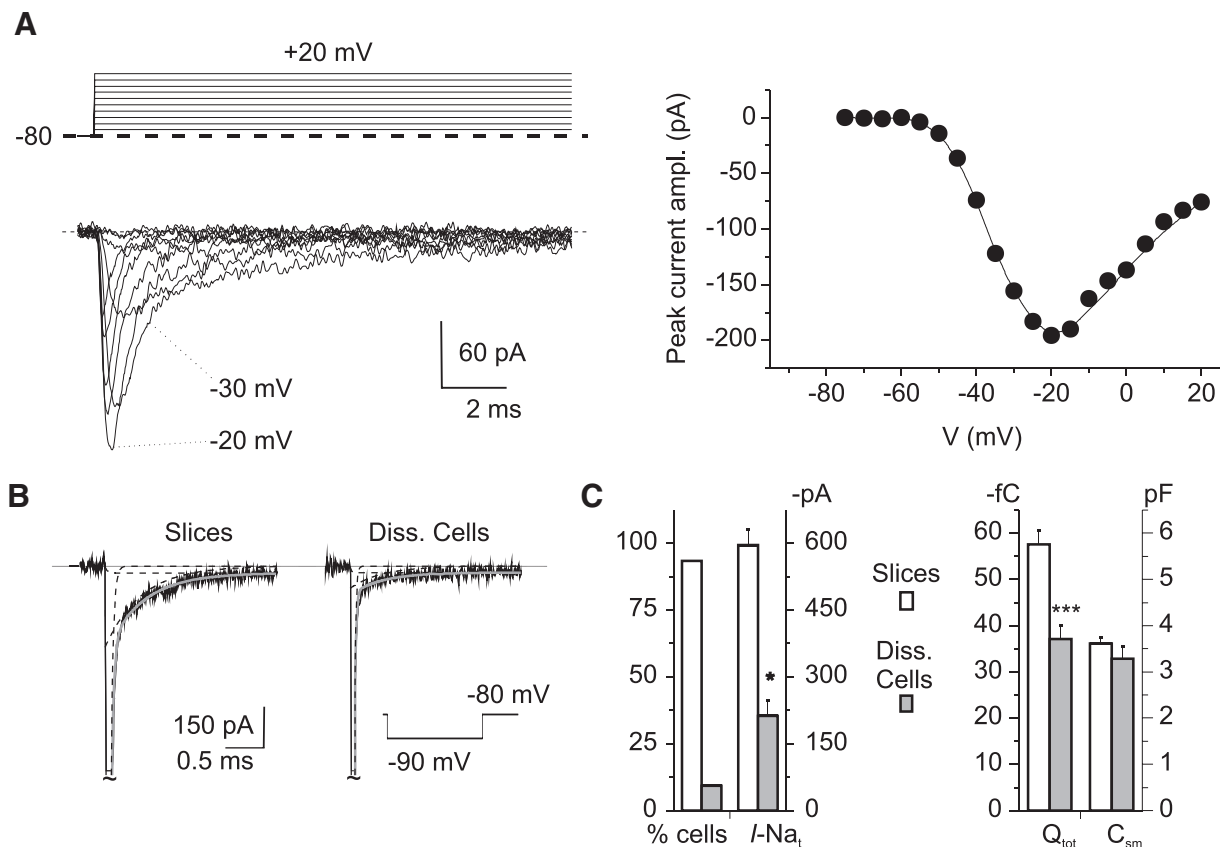 A
+20 mV
-80
60 pA
2 ms
-30 mV
-20 mV
Peak current ampl. (pA)
0
-50
-100
-150
-200
-80 -60 -40 -20 0 20
V (mV)
B
Slices
Diss. Cells
150 pA
0.5 ms
-80 mV
-90 mV
~ ~
C
-pA
100
75
50
25
0
600
450
300
150
0
*
% cells
I-Nat
Slices
Diss.
Cells
-fC
pF
60
50
40
30
20
10
0
6
5
4
3
2
1
0
***
Qtot
Csm